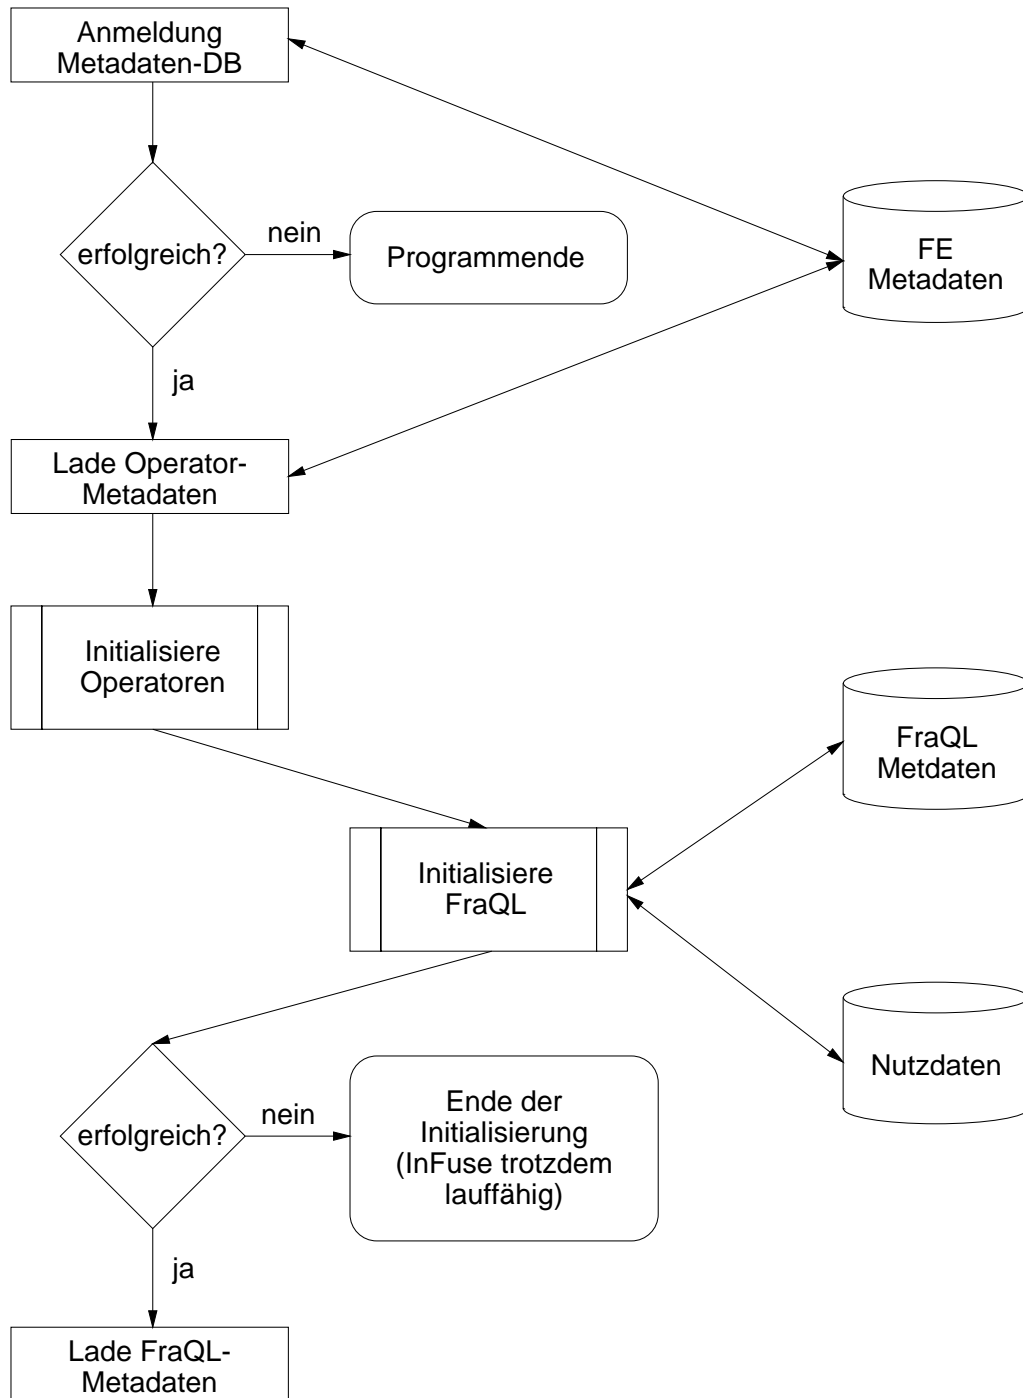 Anmeldung
Metadaten-DB
erfolgreich?
nein
Programmende
FE
Metadaten
ja
Lade Operator-
Metadaten
Initialisiere
Operatoren
FraQL
Metdaten
Initialisiere
FraQL
Nutzdaten
erfolgreich?
nein
Ende der
Initialisierung
(InFuse trotzdem
lauffähig)
ja
Lade FraQL-
Metadaten